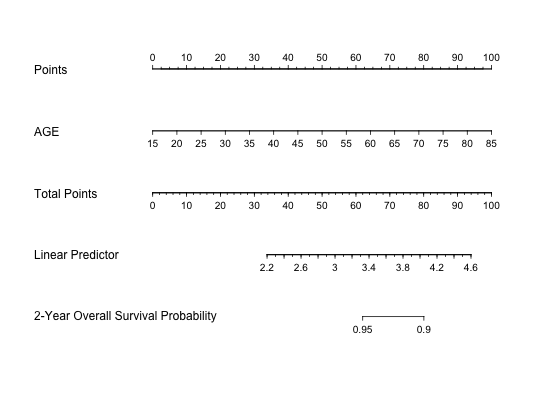 0 10 20 30 40 50 60 70 80 90 100
Points
AGE
15 20 25 30 35 40 45 50 55 60 65 70 75 80 85
Total Points
0 10 20 30 40 50 60 70 80 90 100
Linear Predictor
2.2 2.6 3 3.4 3.8 4.2 4.6
2-Year Overall Survival Probability
0.95 0.9